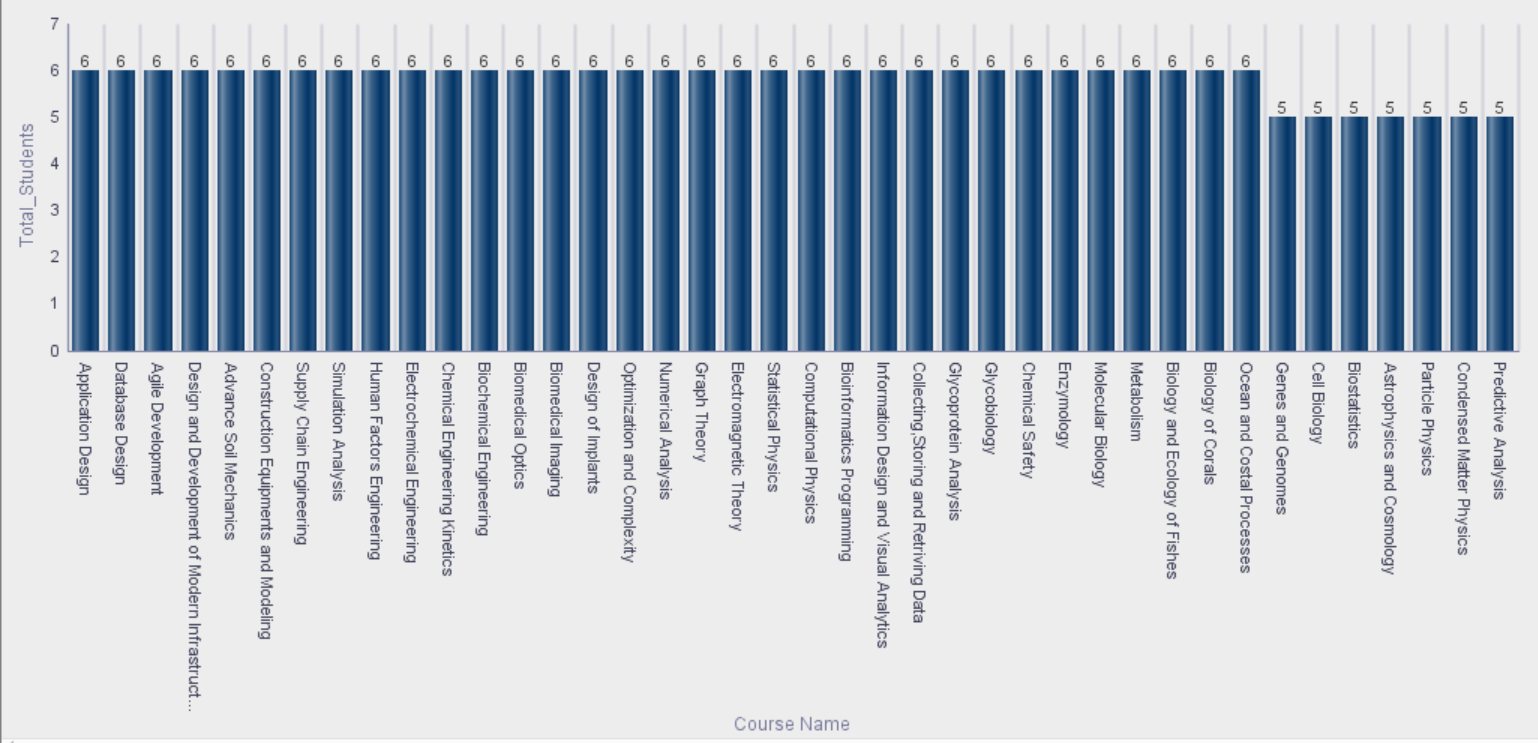 7
6
5
4
3
2
1
0
Total_Students
6 6 6 6 6 6 6 6 6 6 6 6 6 6 6 6 6 6 6 6 6 6 6 6 6 6 6 6 6 6 6 6 6 5 5 5 5 5 5 5
Application Design
Database Design
Agile Development
Design and Development of Modern Infrastruct...
Advance Soil Mechanics
Construction Equipments and Modeling
Supply Chain Engineering
Simulation Analysis
Human Factors Engineering
Electrochemical Engineering
Chemical Engineering Kinetics
Biochemical Engineering
Biomedical Optics
Biomedical Imaging
Design of Implants
Optimization and Complexity
Numerical Analysis
Graph Theory
Electromagnetic Theory
Statistical Physics
Computational Physics
Bioinformatics Programming
Information Design and Visual Analytics
Collecting,Storing and Retriving Data
Glycoprotein Analysis
Glycobiology
Chemical Safety
Enzymology
Molecular Biology
Metabolism
Biology and Ecology of Fishes
Biology of Corals
Ocean and Costal Processes
Genes and Genomes
Cell Biology
Biostatistics
Astrophysics and Cosmology
Particle Physics
Condensed Matter Physics
Predictive Analysis
Course Name